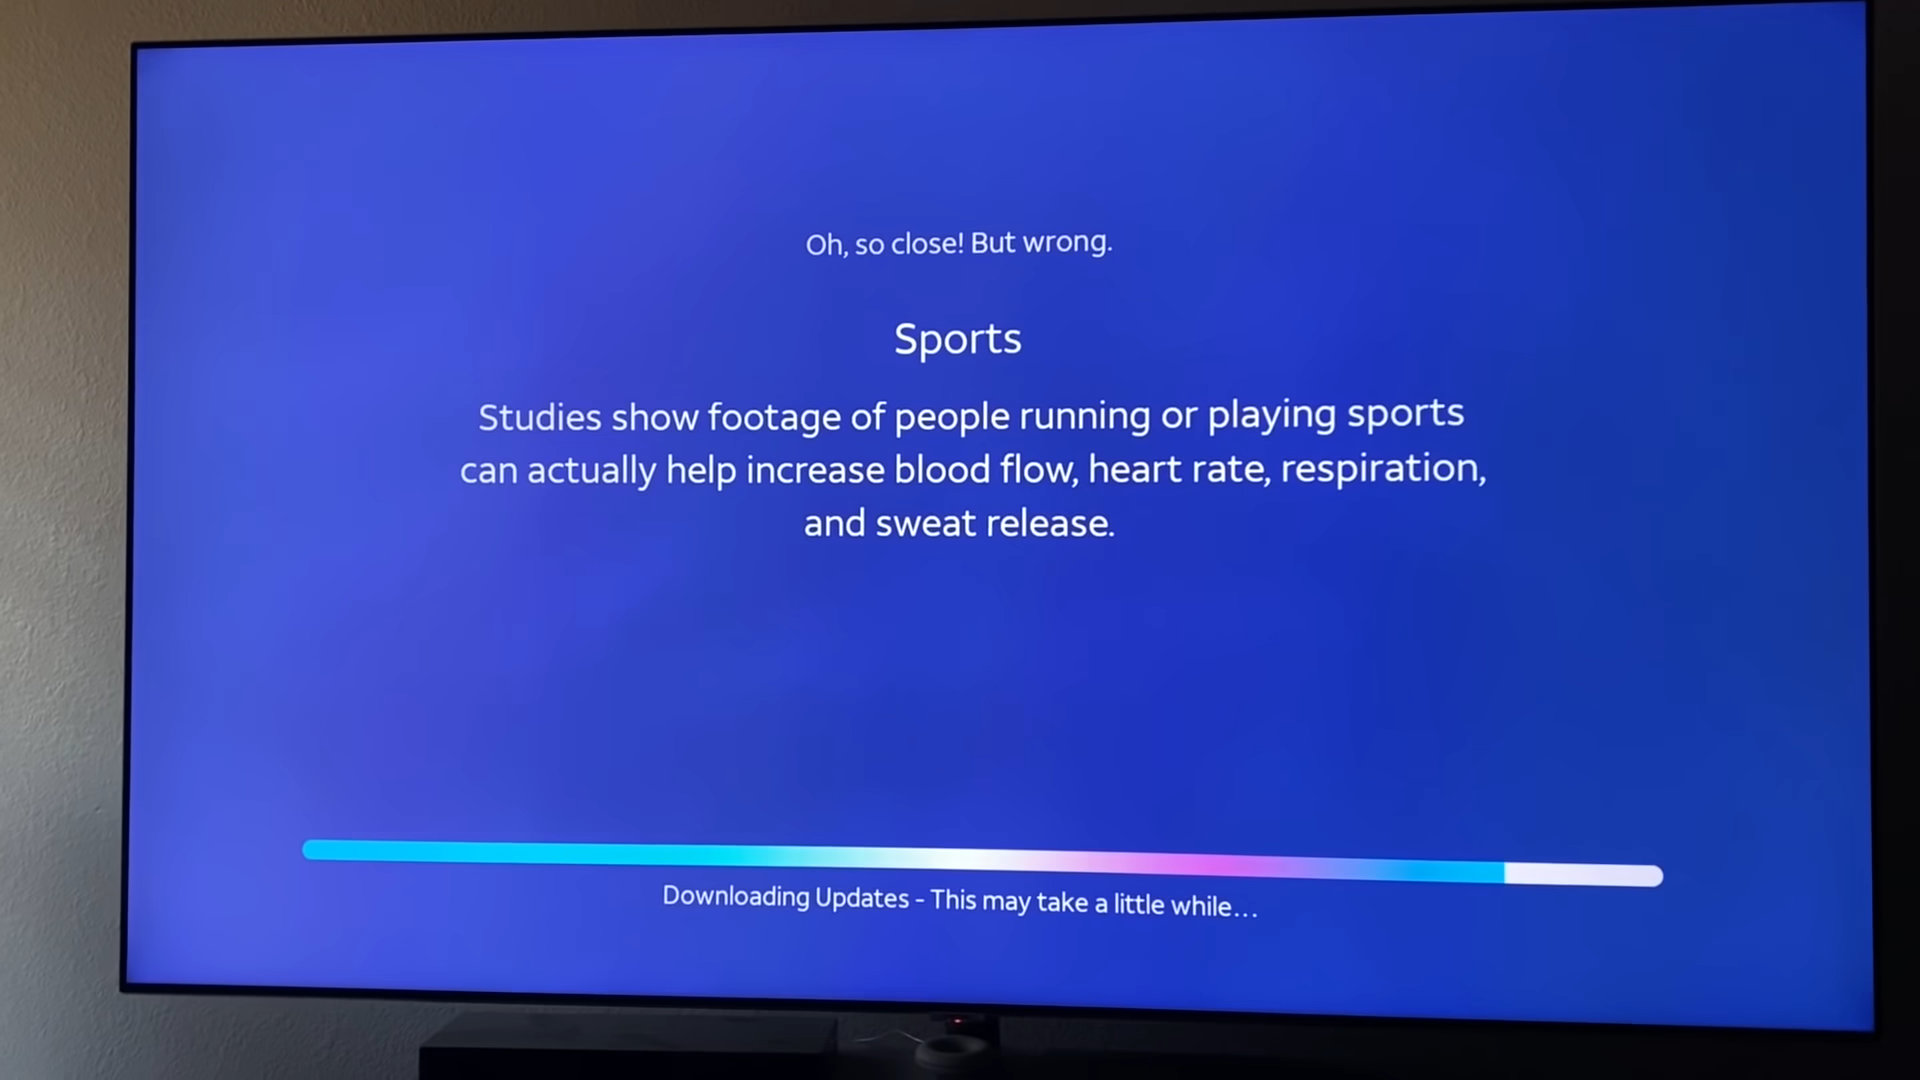 Oh, so close! But wrong.
Sports
Studies show footage of people running or playing sports
can actually help increase blood flow, heart rate, respiration,
and sweat release.
Downloading Updates - This may take a little while...